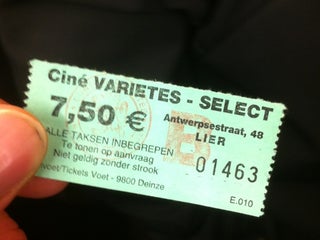 Ciné VARIETES - SELECT
7,50 €
Antwerpsestraat, 48
LIER
B
ALLE TAKSEN INBEGREPEN
Te tonen op aanvraag
Niet geldig zonder strook
01463
Voet/Tickets Voet - 9800 Deinze
E.010